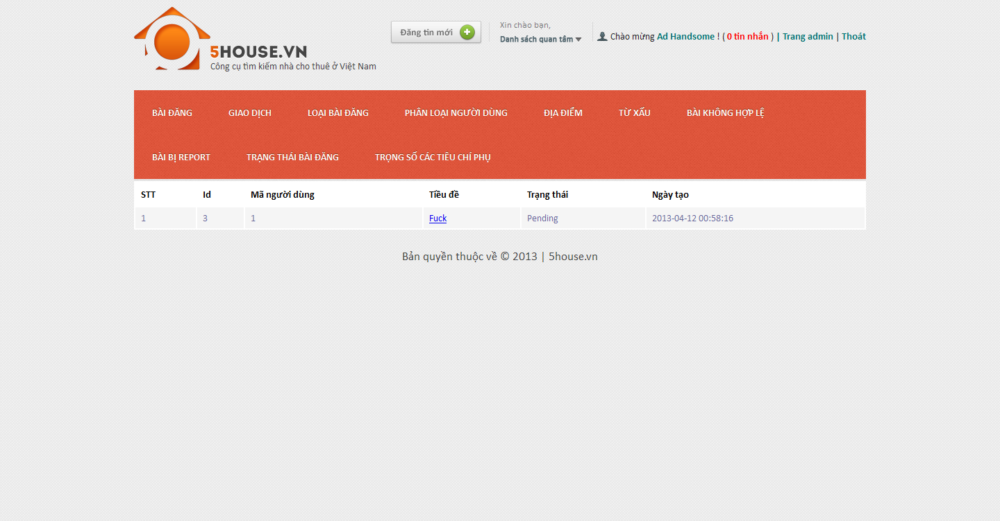 5HOUSE.VN
Công cụ tìm kiếm nhà cho thuê ở Việt Nam
Đăng tin mới
Xin chào bạn,
Danh sách quan tâm
Chào mừng Ad Handsome ! ( 0 tin nhắn ) | Trang admin | Thoát
BÀI ĐĂNG GIAO DỊCH LOẠI BÀI ĐĂNG PHÂN LOẠI NGƯỜI DÙNG ĐỊA ĐIỂM TỪ XẤU BÀI KHÔNG HỢP LỆ
BÀI BỊ REPORT TRẠNG THÁI BÀI ĐĂNG TRỌNG SỐ CÁC TIÊU CHÍ PHỤ
STT Id Mã người dùng Tiều đề Trạng thái Ngày tạo
1 3 1 Fuck Pending 2013-04-12 00:58:16
Bản quyền thuộc về © 2013 | 5house.vn